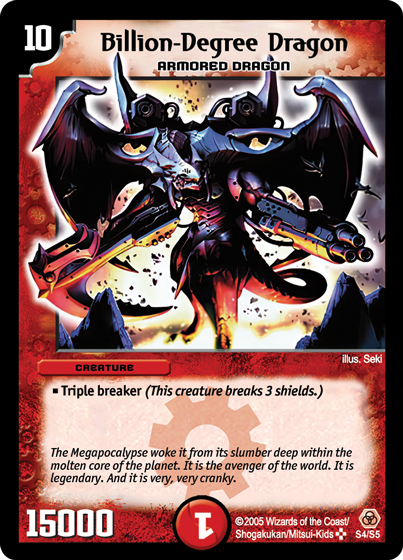 10
Billion-Degree Dragon
ARMORED DRAGON
illus. Seki
CREATURE
▪ Triple breaker (This creature breaks 3 shields.)
The Megapocalypse woke it from its slumber deep within the
molten core of the planet. It is the avenger of the world. It is
legendary. And it is very, very cranky.
15000
1
©2005 Wizards of the Coast/
Shogakukan/Mitsui-Kids
S4/S5